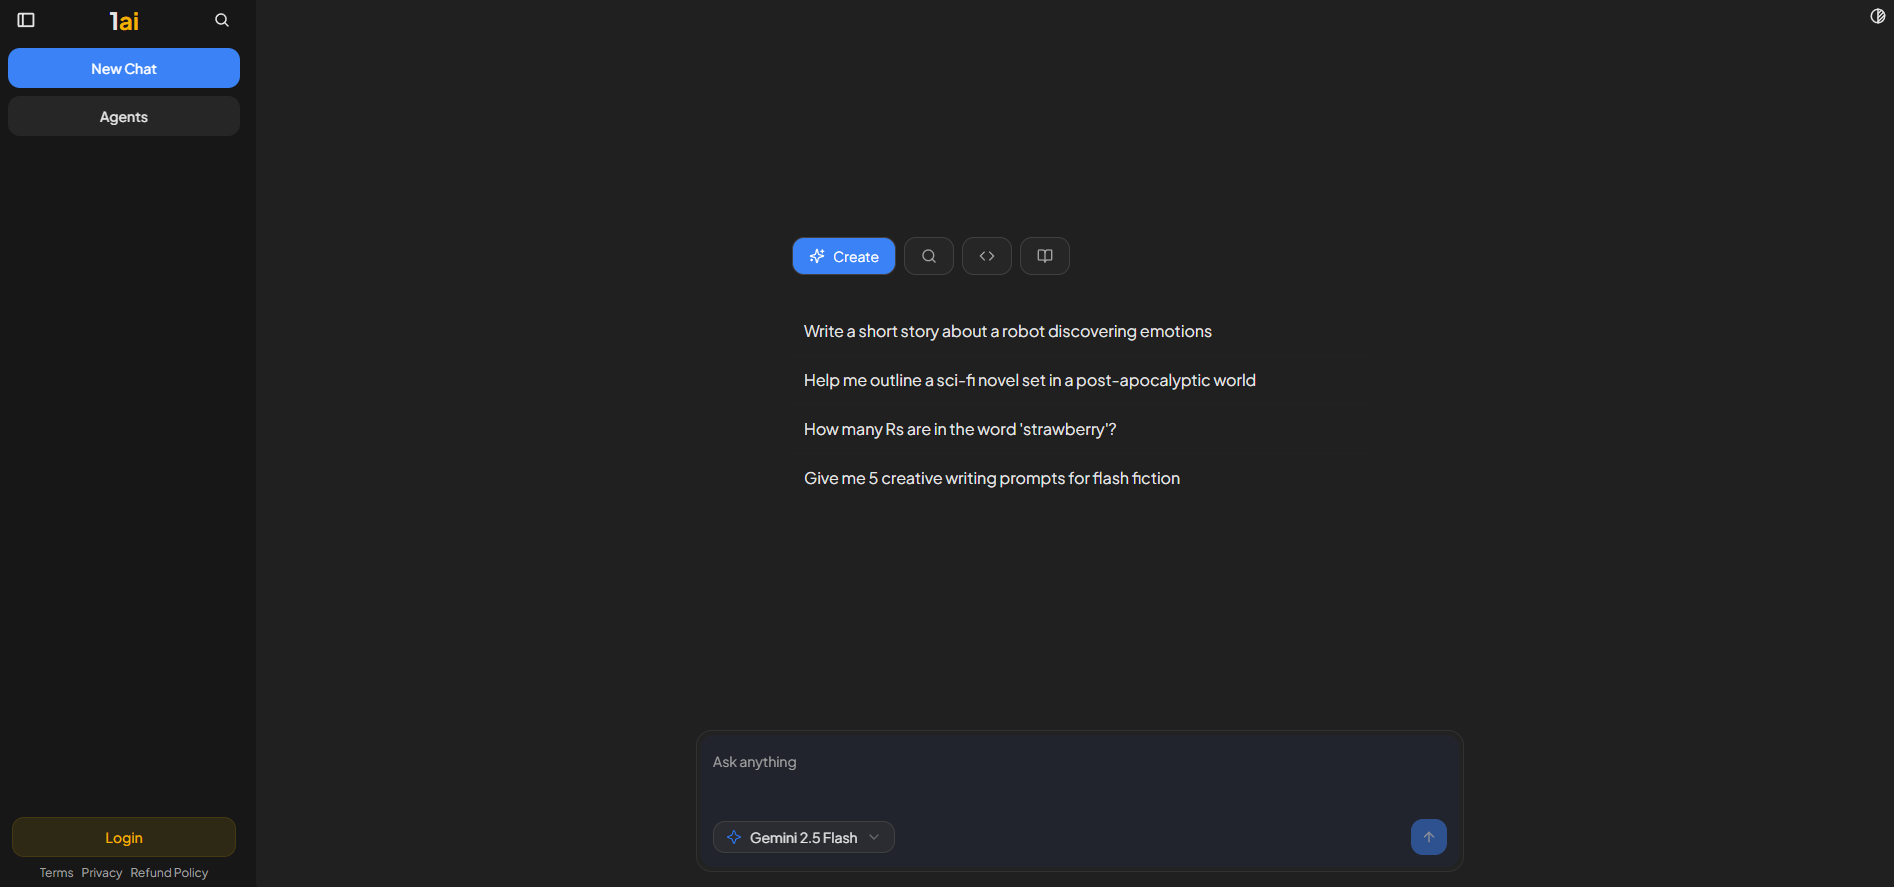 1ai
New Chat
Agents
Create
Write a short story about a robot discovering emotions
Help me outline a sci-fi novel set in a post-apocalyptic world
How many Rs are in the word 'strawberry'?
Give me 5 creative writing prompts for flash fiction
Ask anything
Gemini 2.5 Flash
Login
Terms Privacy Refund Policy